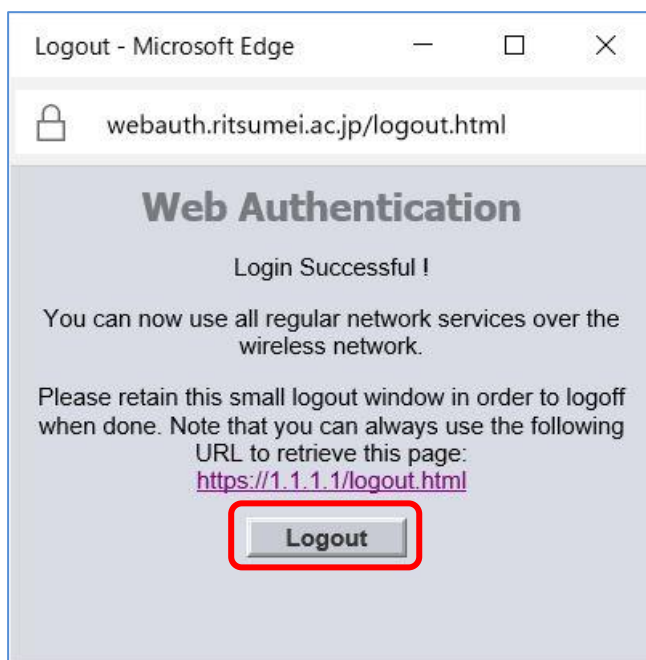 Logout - Microsoft Edge
webauth.ritsumei.ac.jp/logout.html
Web Authentication
Login Successful !
You can now use all regular network services over the
wireless network.
Please retain this small logout window in order to logoff
when done. Note that you can always use the following
URL to retrieve this page:
https://1.1.1.1/logout.html
Logout